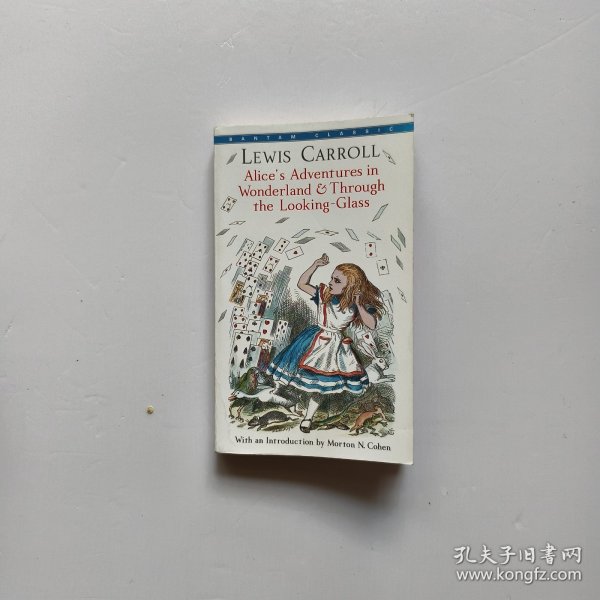 BANTAM CLASSIC
LEWIS CARROLL
Alice's Adventures in
Wonderland & Through
the Looking-Glass
With an Introduction by Morton N. Cohen
孔夫子旧书网
www.kongfz.com